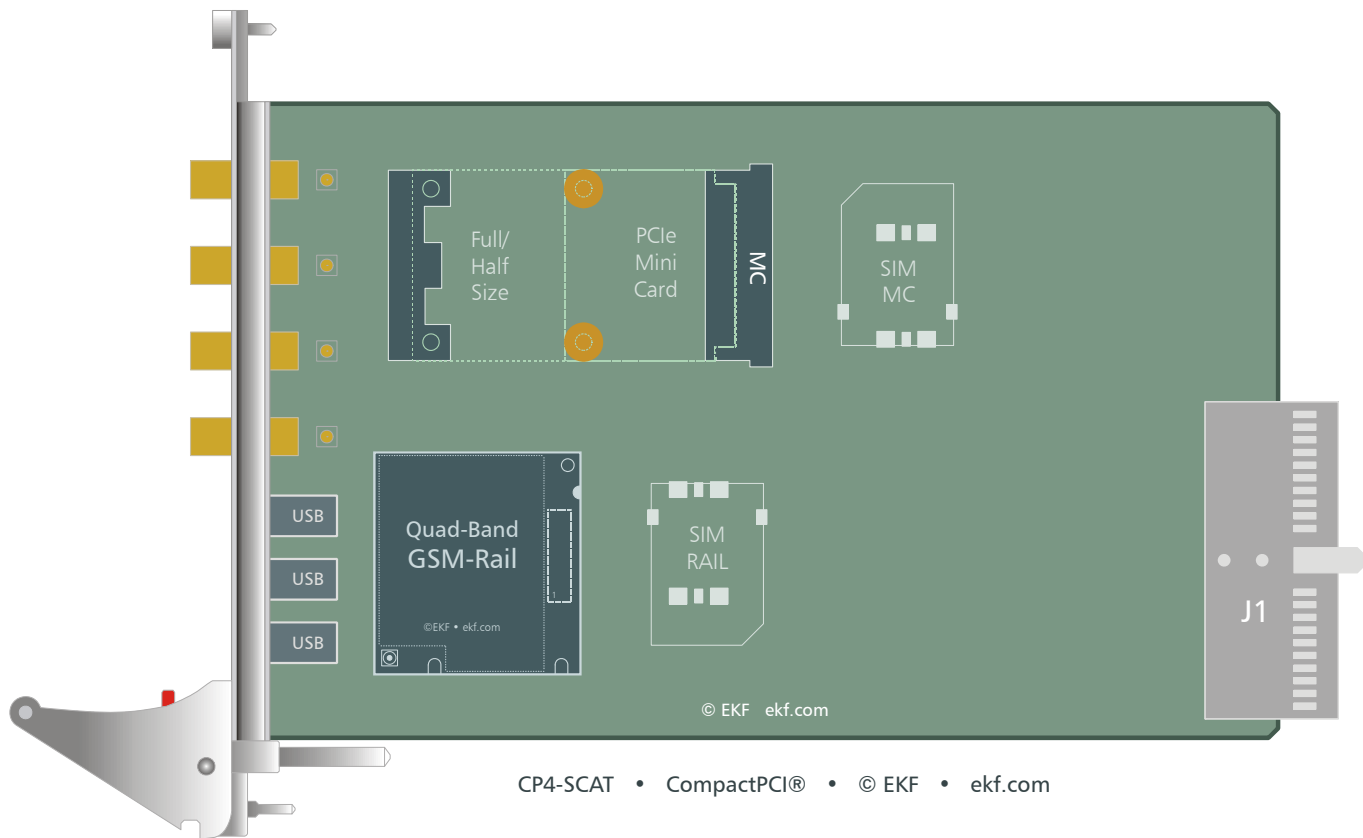 Full/
Half
Size
PCIe
Mini
Card
MC
SIM
MC
USB
USB
USB
Quad-Band
GSM-Rail
1
©EKF • ekf.com
SIM
RAIL
J1
© EKF ekf.com
CP4-SCAT • CompactPCI® • © EKF • ekf.com